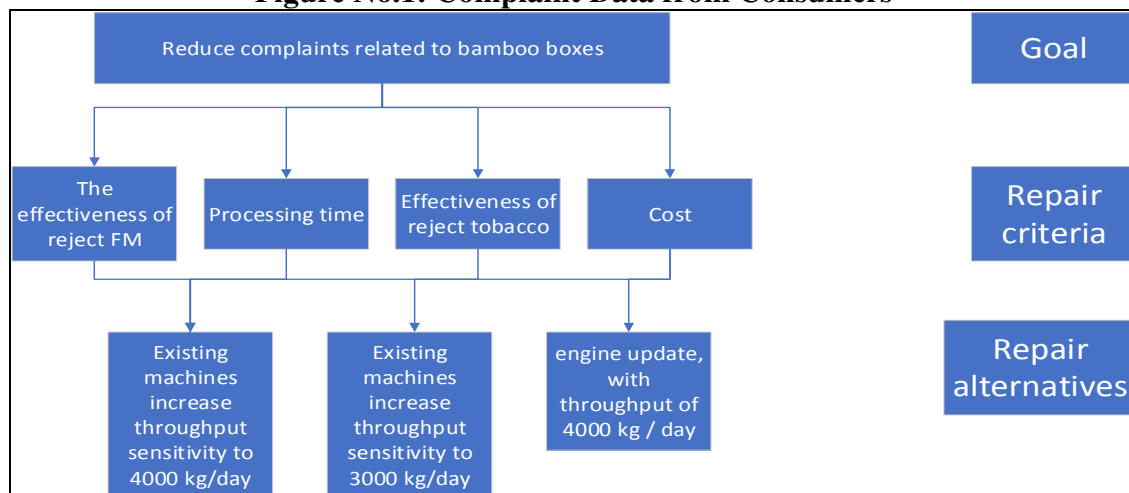 Figure No.1: Complaint Data from Consumers
Reduce complaints related to bamboo boxes
Goal
The
effectiveness of
reject FM
Processing time
Effectiveness of
reject tobacco
Cost
Repair
criteria
Existing
machines
increase
throughput
sensitivity to
4000 kg/day
Existing
machines
increase
throughput
sensitivity to
3000 kg/day
engine update,
with
throughput of
4000 kg / day
Repair
alternatives